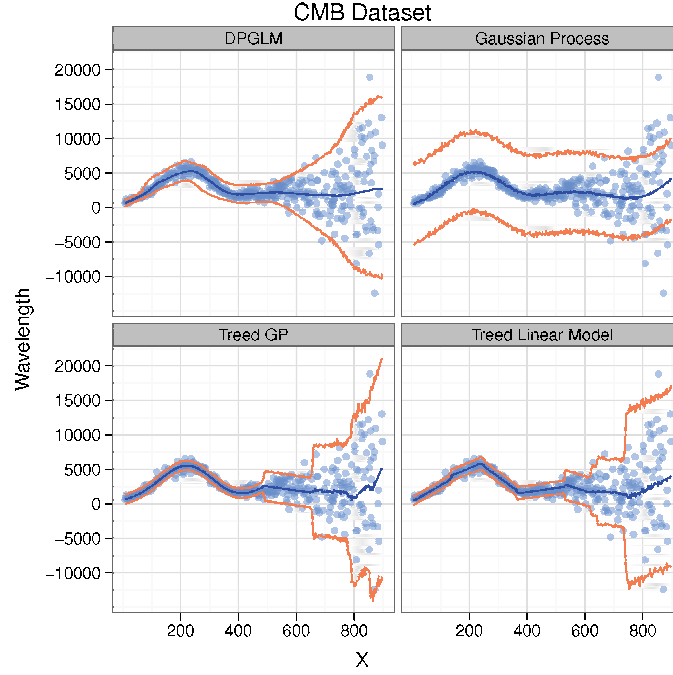 CMB Dataset
DPGLM
Gaussian Process
20000
15000
10000
5000
0
−5000
−10000
Treed GP
Treed Linear Model
20000
15000
10000
5000
0
−5000
−10000
Wavelength
200 400 600 800
200 400 600 800
X